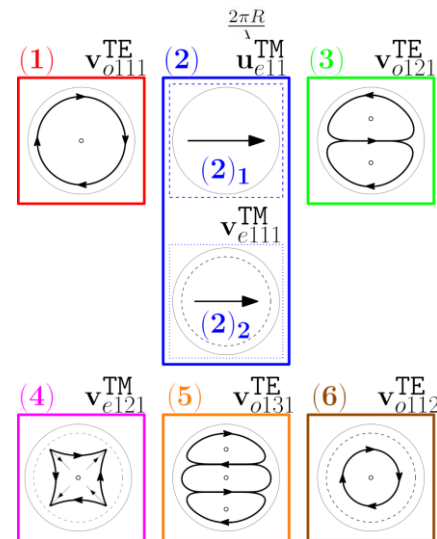 2πR
λ
(1) v^TE_o111 (2) u^TM_e11 (3) v^TE_o121
(2)_1
v^TM_e111
(2)_2
(4) v^TM_e121 (5) v^TE_o131 (6) v^TE_o112